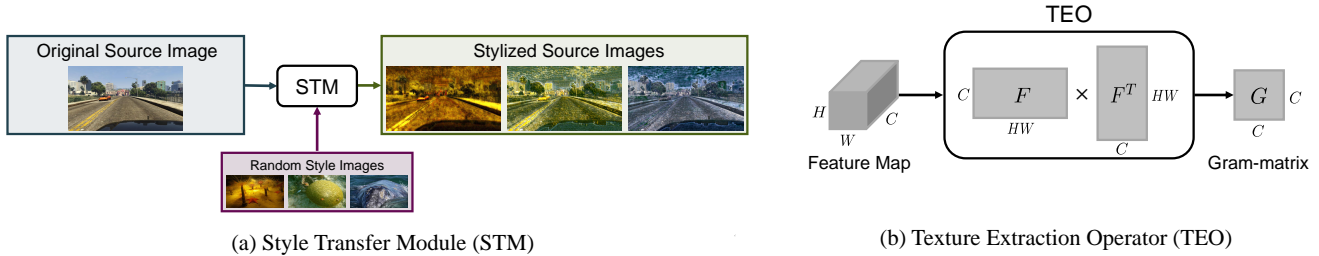 Original Source Image
STM
Stylized Source Images
Random Style Images
(a) Style Transfer Module (STM)
TEO
H
W
C
Feature Map
C
F
HW
×
F^T
HW
C
G
C
C
Gram-matrix
(b) Texture Extraction Operator (TEO)